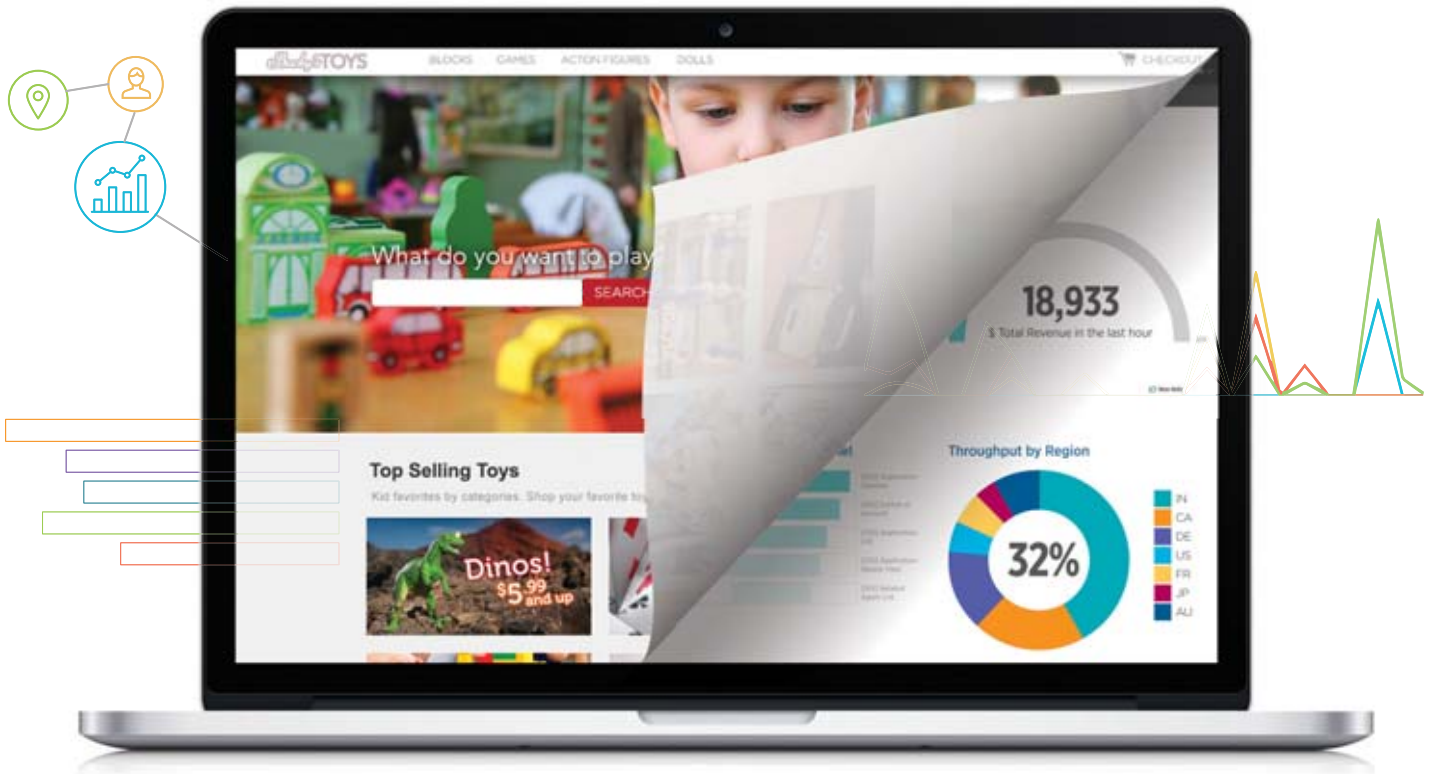 TOYS BLOCKS GAMES ACTON FIGURES DOLLS CHECKOUT
What do you want to play
SEARCH
18,933
$ Total Revenue in the last hour
Top Selling Toys
Kid favorites by categories. Shop your favorite
Dinos!
$5.99
and up
Throughput by Region
32%
IN
CA
DE
US
FR
JP
AU